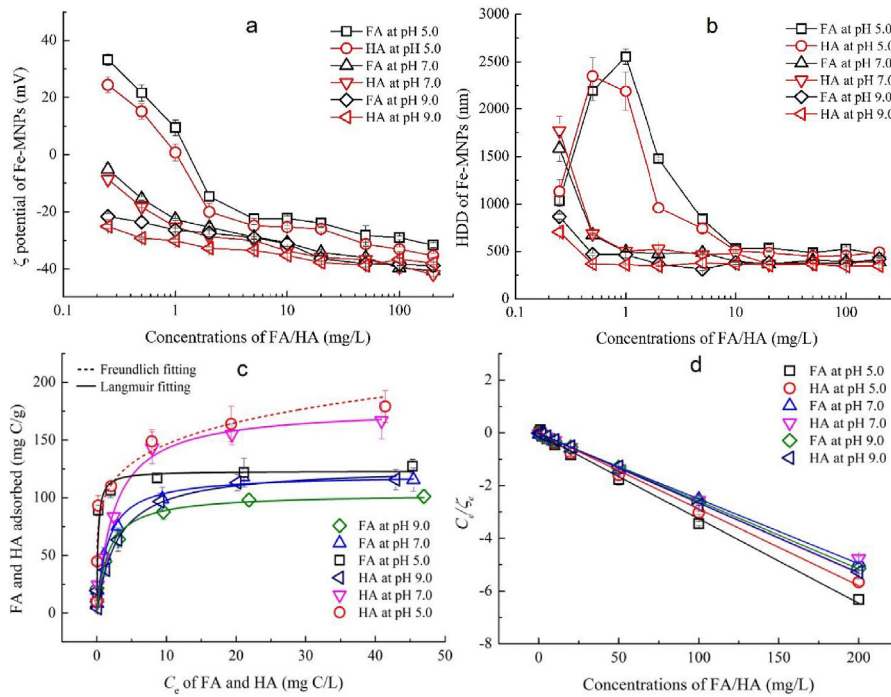 a
FA at pH 5.0
HA at pH 5.0
FA at pH 7.0
HA at pH 7.0
FA at pH 9.0
HA at pH 9.0
ζ potential of Fe-MNPs (mV)
40
20
0
-20
-40
0.1
1
10
100
Concentrations of FA/HA (mg/L)
b
FA at pH 5.0
HA at pH 5.0
FA at pH 7.0
HA at pH 7.0
FA at pH 9.0
HA at pH 9.0
HDD of Fe-MNPs (nm)
3000
2500
2000
1500
1000
500
0
0.1
1
10
100
Concentrations of FA/HA (mg/L)
c
Freundlich fitting
Langmuir fitting
FA and HA adsorbed (mg C/g)
200
150
100
50
0
FA at pH 9.0
FA at pH 7.0
FA at pH 5.0
HA at pH 9.0
HA at pH 7.0
HA at pH 5.0
0
10
20
30
40
50
Cₑ of FA and HA (mg C/L)
d
FA at pH 5.0
HA at pH 5.0
FA at pH 7.0
HA at pH 7.0
FA at pH 9.0
HA at pH 9.0
Cₑ/ζₑ
2
0
-2
-4
-6
-8
0
50
100
150
200
Concentrations of FA/HA (mg/L)